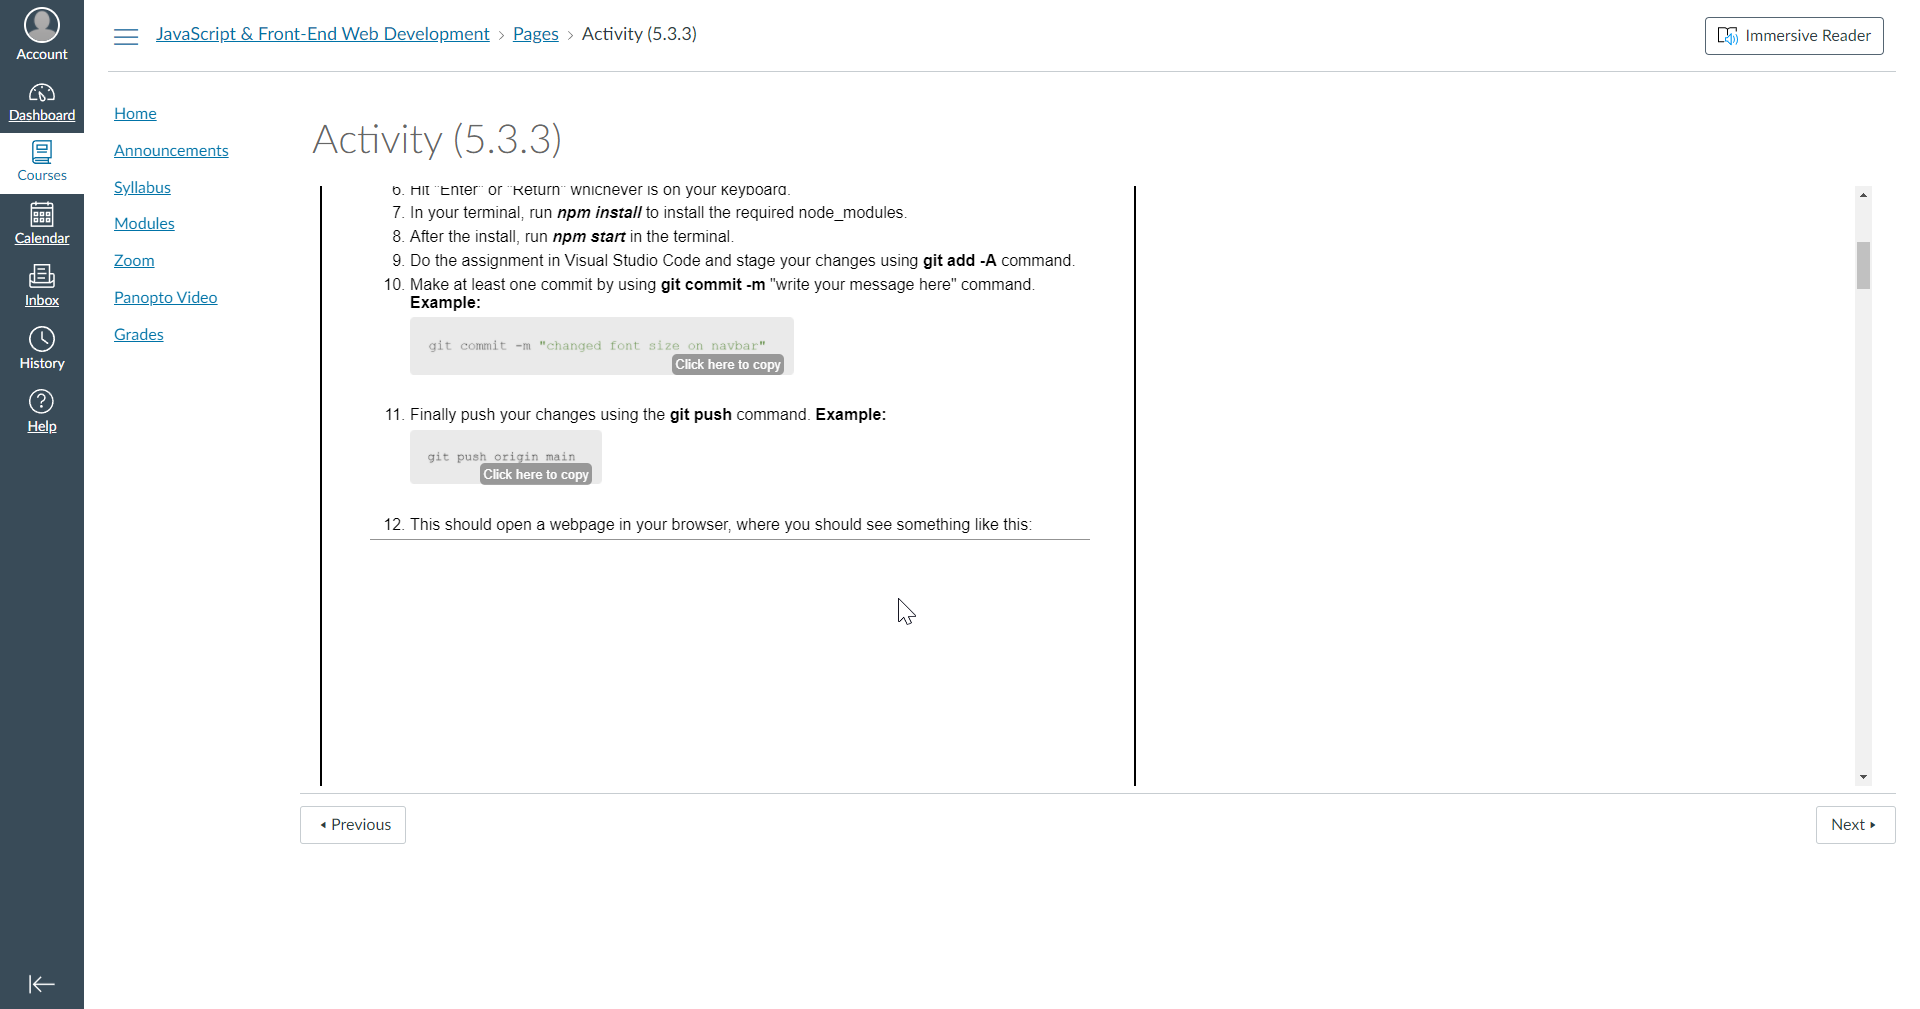 Account
Dashboard
Courses
Calendar
Inbox
History
Help
JavaScript & Front-End Web Development › Pages › Activity (5.3.3)
Immersive Reader
Home
Announcements
Syllabus
Modules
Zoom
Panopto Video
Grades
Activity (5.3.3)
6. Hit "Enter" or "Return" whichever is on your keyboard.
7. In your terminal, run npm install to install the required node_modules.
8. After the install, run npm start in the terminal.
9. Do the assignment in Visual Studio Code and stage your changes using git add -A command.
10. Make at least one commit by using git commit -m "write your message here" command.
Example:
git commit -m "changed font size on navbar"
Click here to copy
11. Finally push your changes using the git push command. Example:
git push origin main
Click here to copy
12. This should open a webpage in your browser, where you should see something like this:
Previous
Next